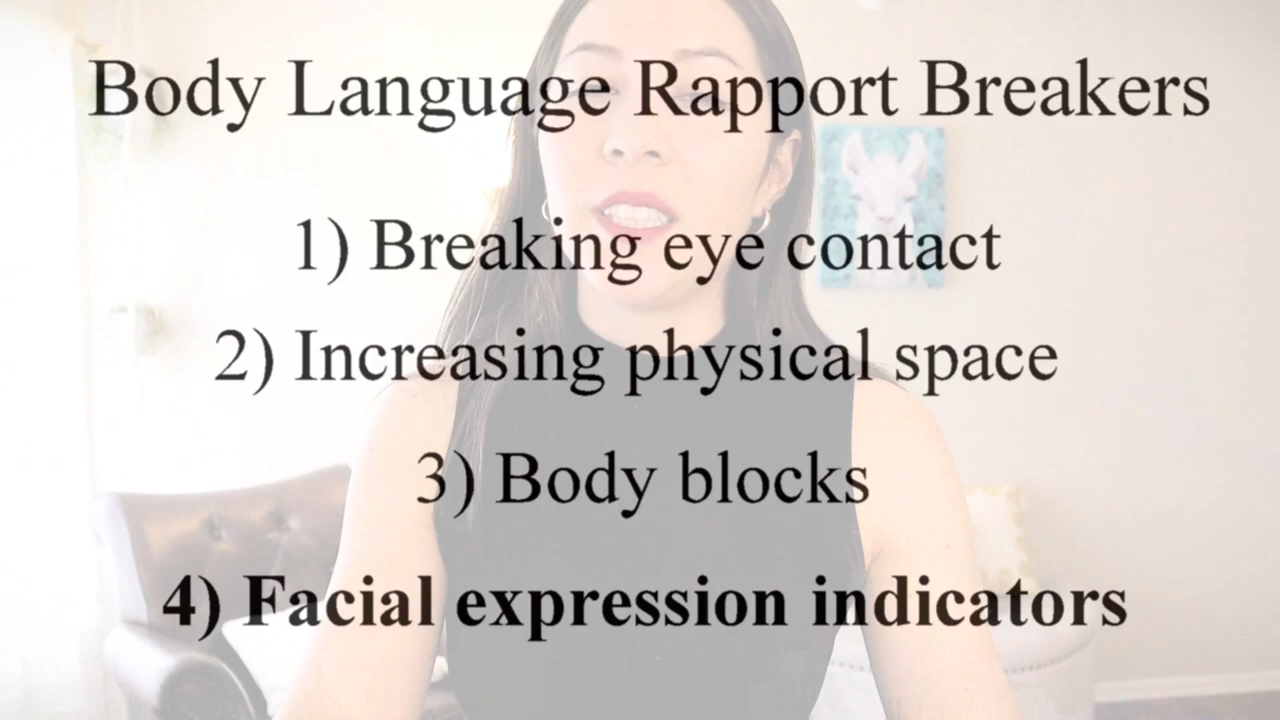 Body Language Rapport Breakers
1) Breaking eye contact
2) Increasing physical space
3) Body blocks
4) Facial expression indicators